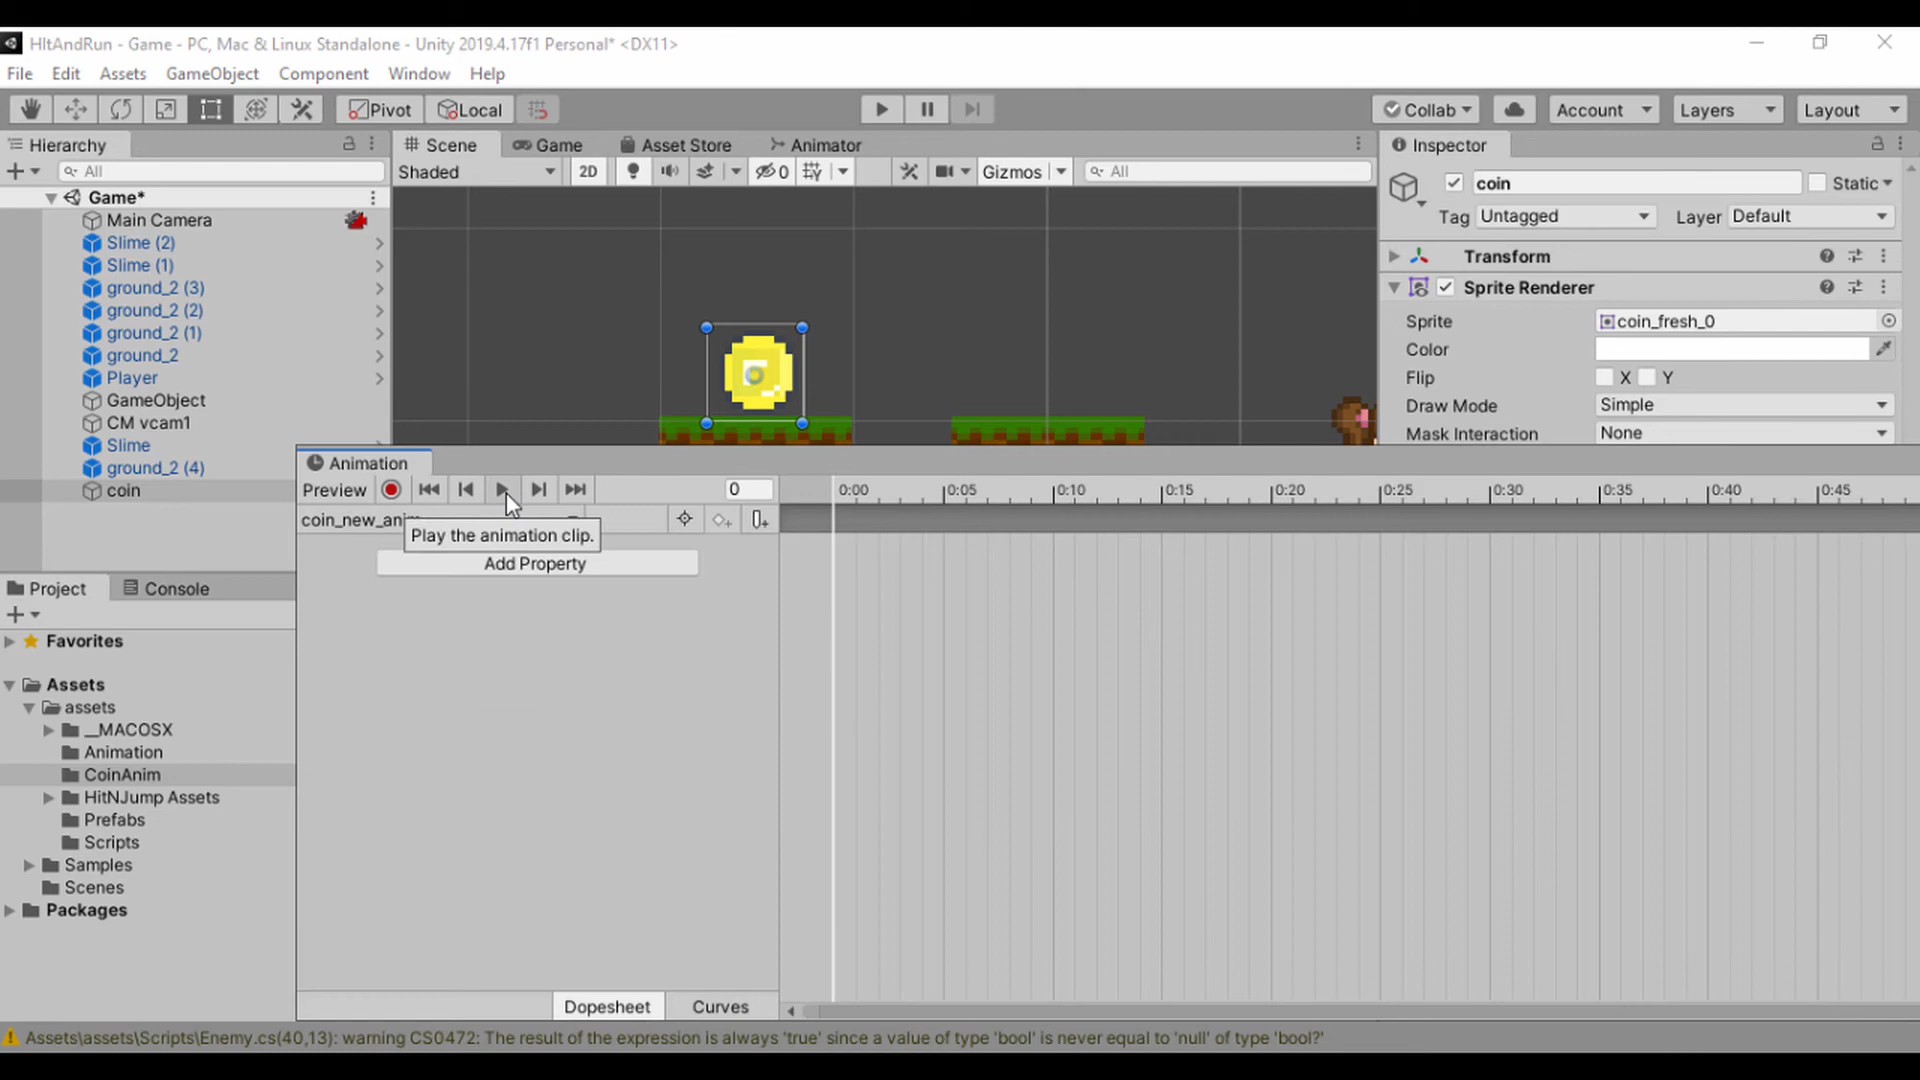 HItAndRun - Game - PC, Mac & Linux Standalone - Unity 2019.4.17f1 Personal* <DX11>
File Edit Assets GameObject Component Window Help
Pivot Local Collab Account Layers Layout
Hierarchy Scene Game Asset Store Animator Inspector
All Shaded 2D 0 Gizmos All coin Static
Game*
Tag Untagged Layer Default
Main Camera
Slime (2)
Transform
Slime (1)
ground_2 (3)
Sprite Renderer
ground_2 (2)
Sprite coin_fresh_0
ground_2 (1)
Color
ground_2
Player
Flip X Y
GameObject
Draw Mode Simple
CM vcam1
Mask Interaction None
Slime
Animation
ground_2 (4)
coin
Preview 0 0:00 0:05 0:10 0:15 0:20 0:25 0:30 0:35 0:40 0:45
coin_new_anim
Play the animation clip.
Add Property
Project Console
Favorites
Assets
assets
__MACOSX
Animation
CoinAnim
HitNJump Assets
Prefabs
Scripts
Samples
Scenes
Packages
Dopesheet Curves
Assets\assets\Scripts\Enemy.cs(40,13): warning CS0472: The result of the expression is always 'true' since a value of type 'bool' is never equal to 'null' of type 'bool?'